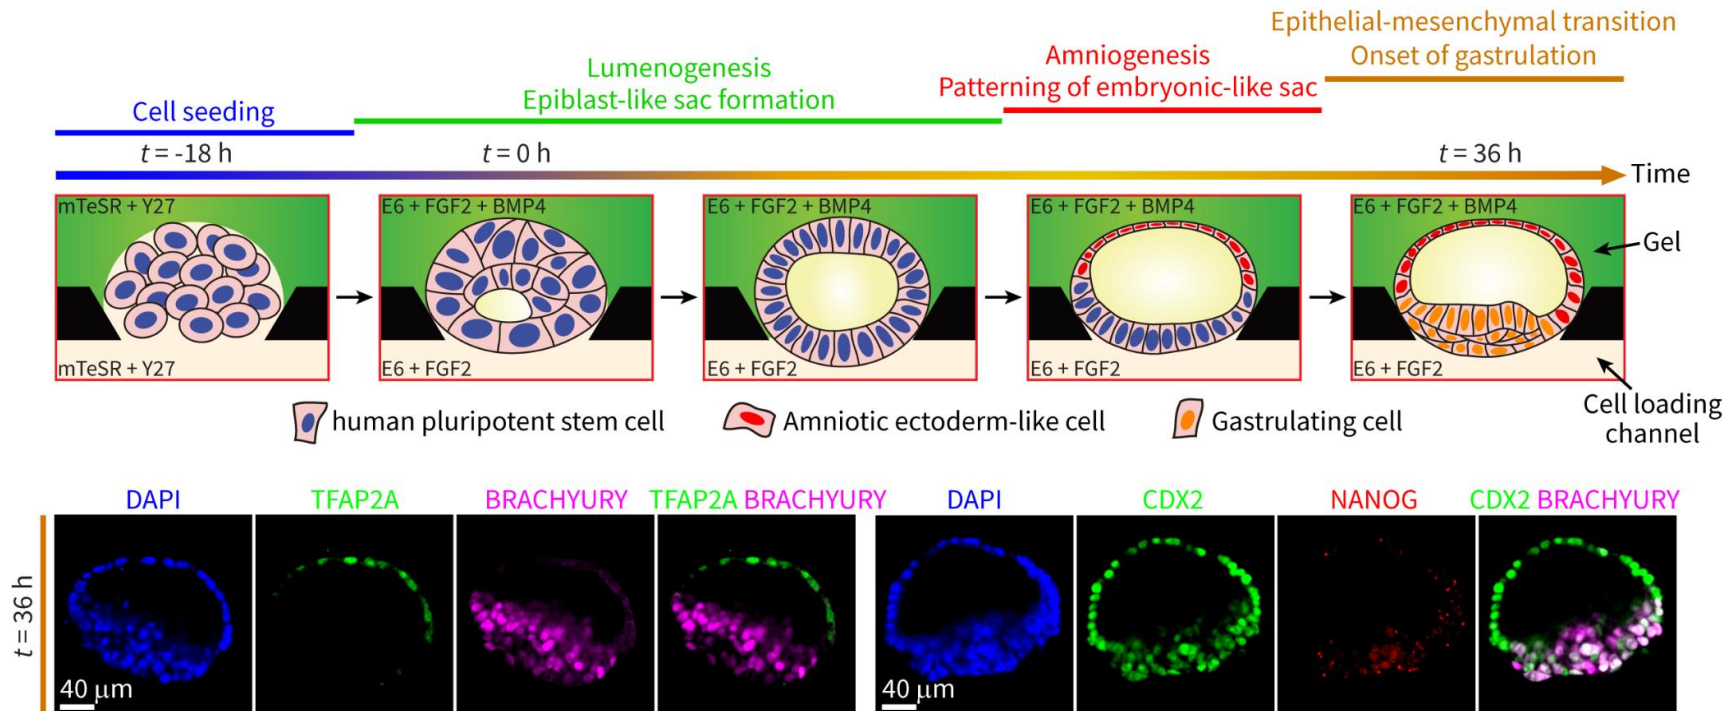 Epithelial-mesenchymal transition
Onset of gastrulation
Amniogenesis
Patterning of embryonic-like sac
Lumenogenesis
Epiblast-like sac formation
Cell seeding
t = -18 h
t = 0 h
t = 36 h
Time
mTeSR + Y27
E6 + FGF2 + BMP4
E6 + FGF2 + BMP4
E6 + FGF2 + BMP4
E6 + FGF2 + BMP4
Gel
mTeSR + Y27
E6 + FGF2
E6 + FGF2
E6 + FGF2
E6 + FGF2
human pluripotent stem cell
Amniotic ectoderm-like cell
Gastrulating cell
Cell loading
channel
DAPI
TFAP2A
BRACHYURY
TFAP2A BRACHYURY
DAPI
CDX2
NANOG
CDX2 BRACHYURY
t = 36 h
40 μm
40 μm